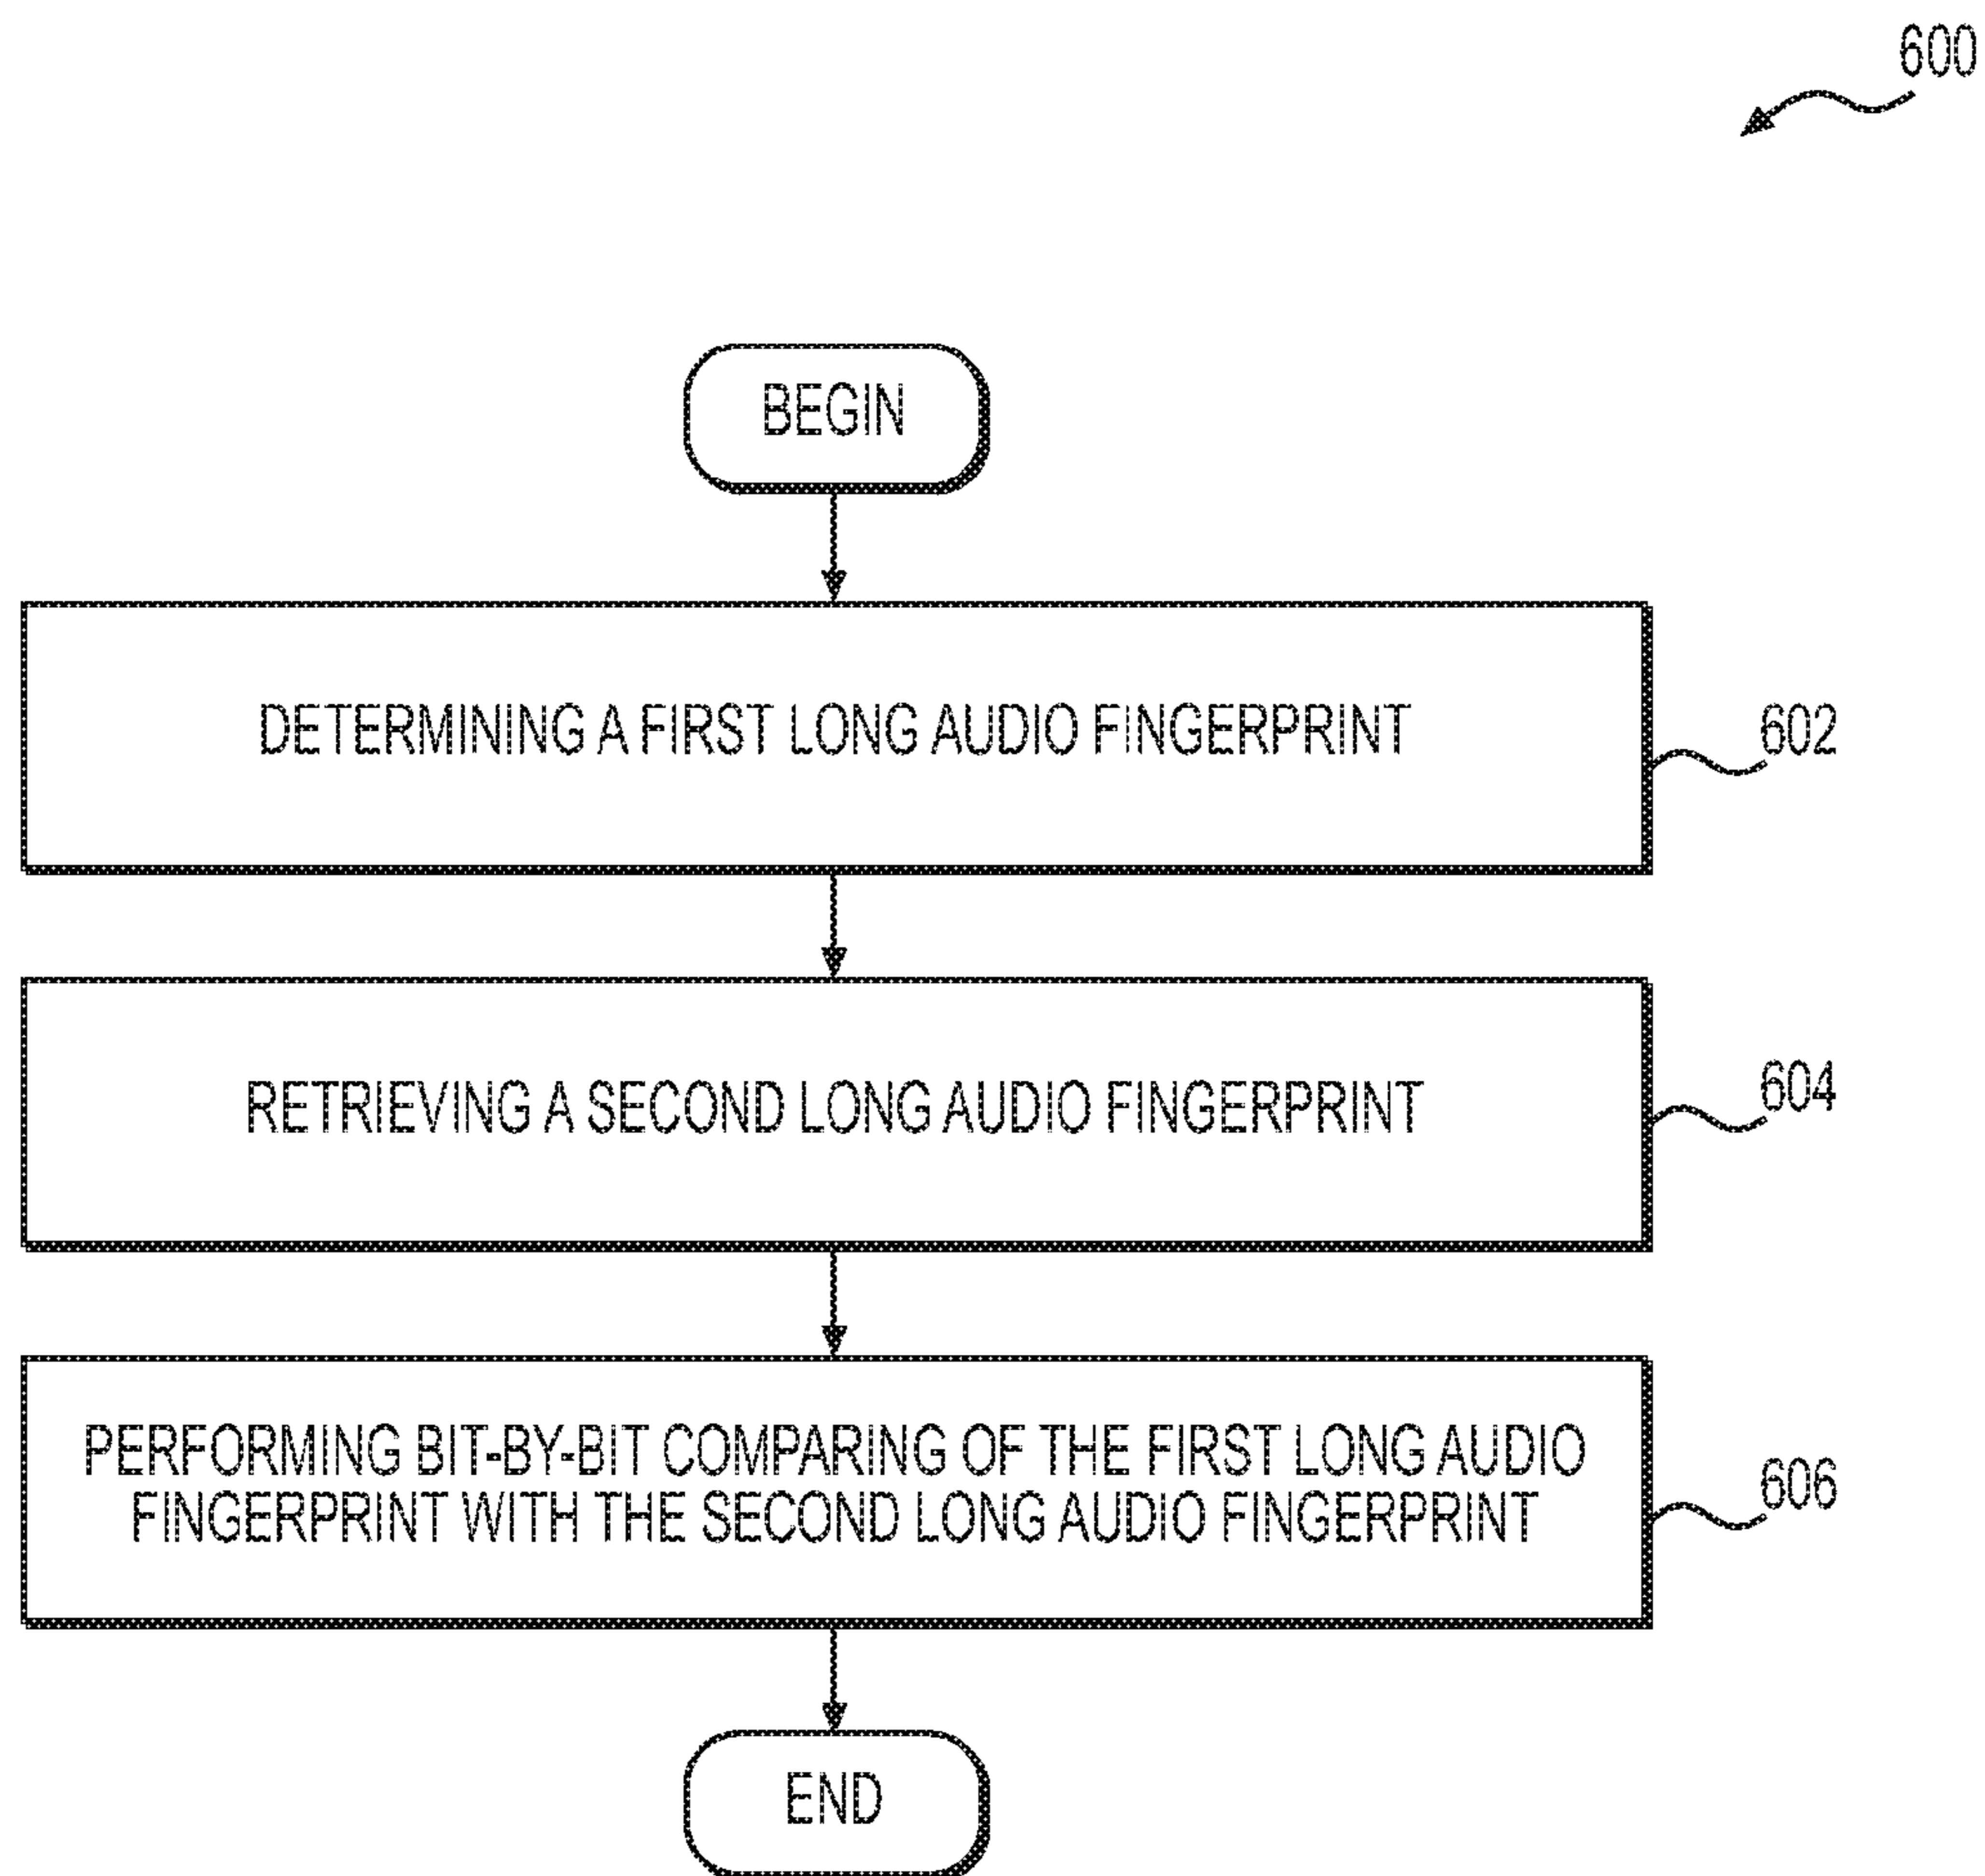 600
BEGIN
DETERMINING A FIRST LONG AUDIO FINGERPRINT
602
RETRIEVING A SECOND LONG AUDIO FINGERPRINT
604
PERFORMING BIT-BY-BIT COMPARING OF THE FIRST LONG AUDIO
FINGERPRINT WITH THE SECOND LONG AUDIO FINGERPRINT
606
END